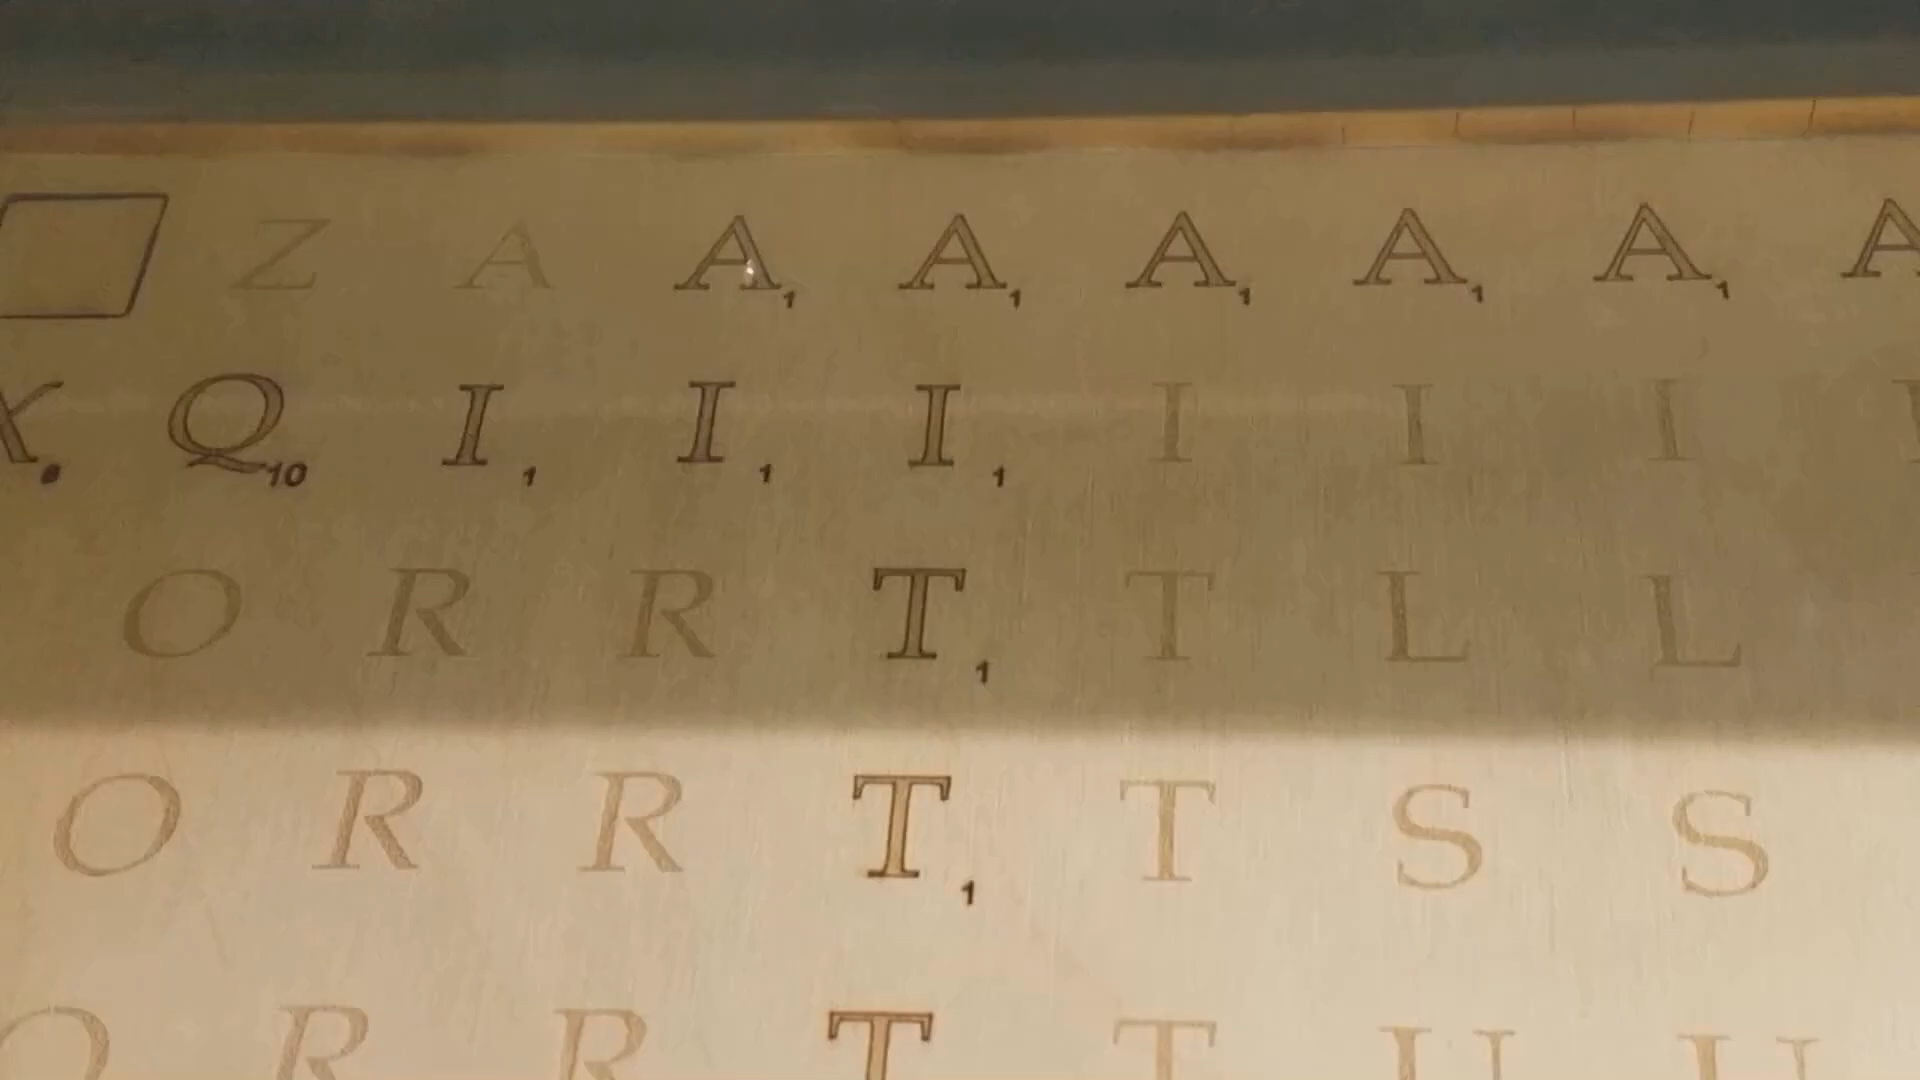 Z A A1 A1 A1 A1 A1 A
X Q10 I1 I1 I1 I I I
O R R T1 T L L
O R R T1 T S S
O R R T T U U